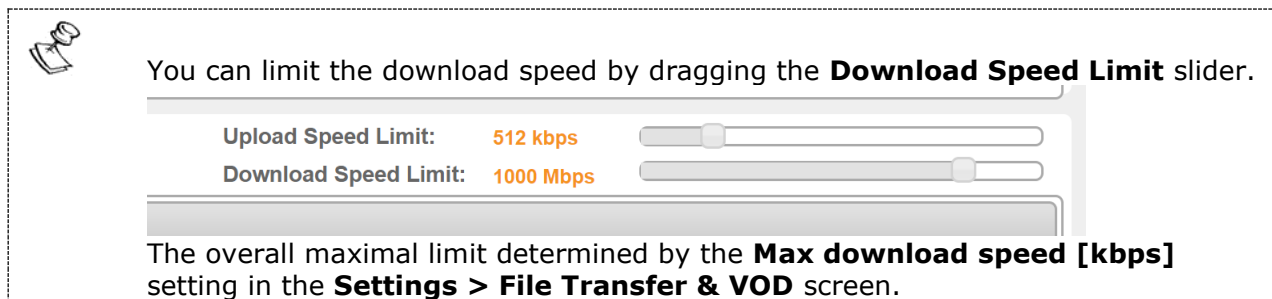 You can limit the download speed by dragging the Download Speed Limit slider.
Upload Speed Limit: 512 kbps
Download Speed Limit: 1000 Mbps
The overall maximal limit determined by the Max download speed [kbps]
setting in the Settings > File Transfer & VOD screen.